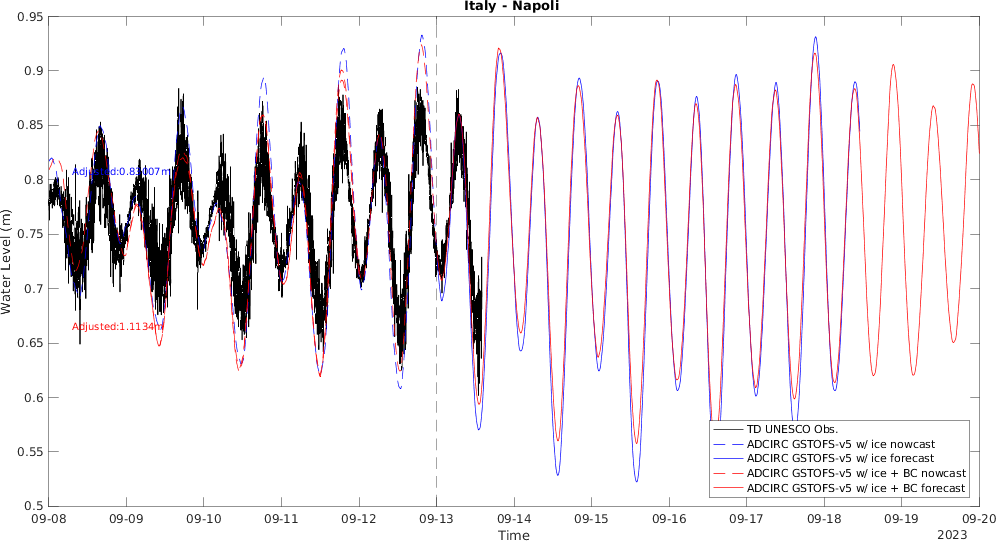 Italy - Napoli
Water Level (m)
0.95
0.9
0.85
0.8
0.75
0.7
0.65
0.6
0.55
0.5
Adjusted:0.83007m
Adjusted:1.1134m
TD UNESCO Obs.
ADCIRC GSTOFS-v5 w/ ice nowcast
ADCIRC GSTOFS-v5 w/ ice forecast
ADCIRC GSTOFS-v5 w/ ice + BC nowcast
ADCIRC GSTOFS-v5 w/ ice + BC forecast
09-08 09-09 09-10 09-11 09-12 09-13 09-14 09-15 09-16 09-17 09-18 09-19 09-20
Time
2023